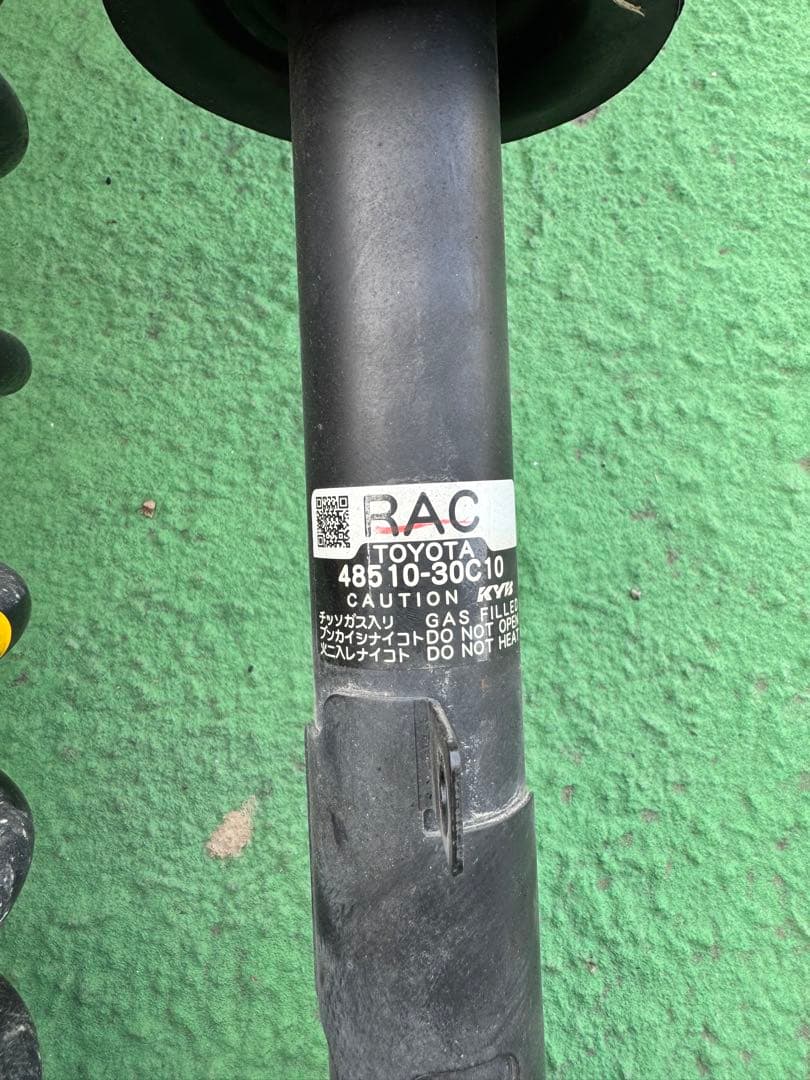 RAC
TOYOTA
48510-30C10
CAUTION KYB
チッソガス入リ GAS FILLED
ブンカイシナイコト DO NOT OPEN
火ニ入レナイコト DO NOT HEAT